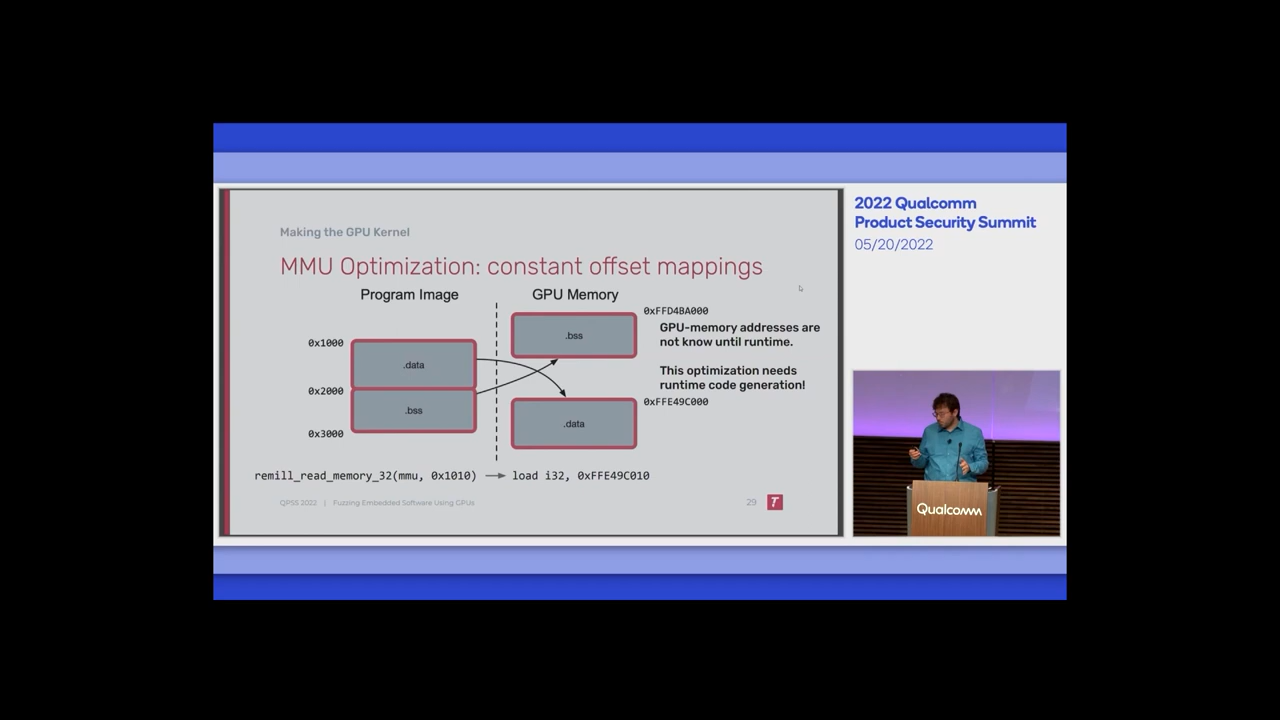 Making the GPU Kernel
MMU Optimization: constant offset mappings
Program Image
GPU Memory
0x1000
.data
0x2000
.bss
0x3000
.bss
.data
0xFFD4BA000
GPU-memory addresses are
not know until runtime.
This optimization needs
runtime code generation!
0xFFE49C000
remill_read_memory_32(mmu, 0x1010)
load i32, 0xFFE49C010
QPSS 2022 | Fuzzing Embedded Software Using GPUs
29
T
2022 Qualcomm
Product Security Summit
05/20/2022
Qualcomm